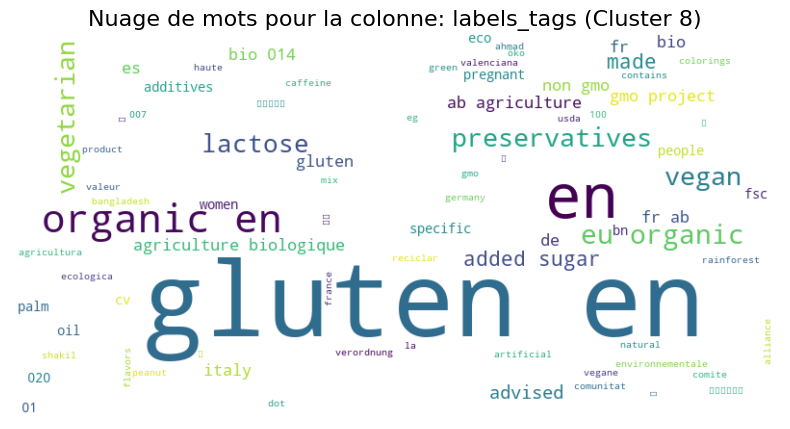 Nuage de mots pour la colonne: labels_tags (Cluster 8)
vegetarian
es
bio 014
haute
caffeine
additives
007
product
lactose
gluten
mix
valeur
bangladesh
women
organic en
agriculture biologique
agricultura
ecologica
palm
cv
oil
shakil
020
01
flavors
peanut
italy
dot
france
gluten en
verordnung
la
eco
ahmad
oko
valenciana
green
pregnant
fr
bio
made
contains
colorings
non gmo
gmo project
ab agriculture
usda
100
eg
preservatives
people
gmo
germany
vegan
fsc
en
fr ab
specific
de
eu organic
bn
added sugar
reciclar
rainforest
natural
artificial
environnementale
alliance
vegane
comite
comunitat
advised